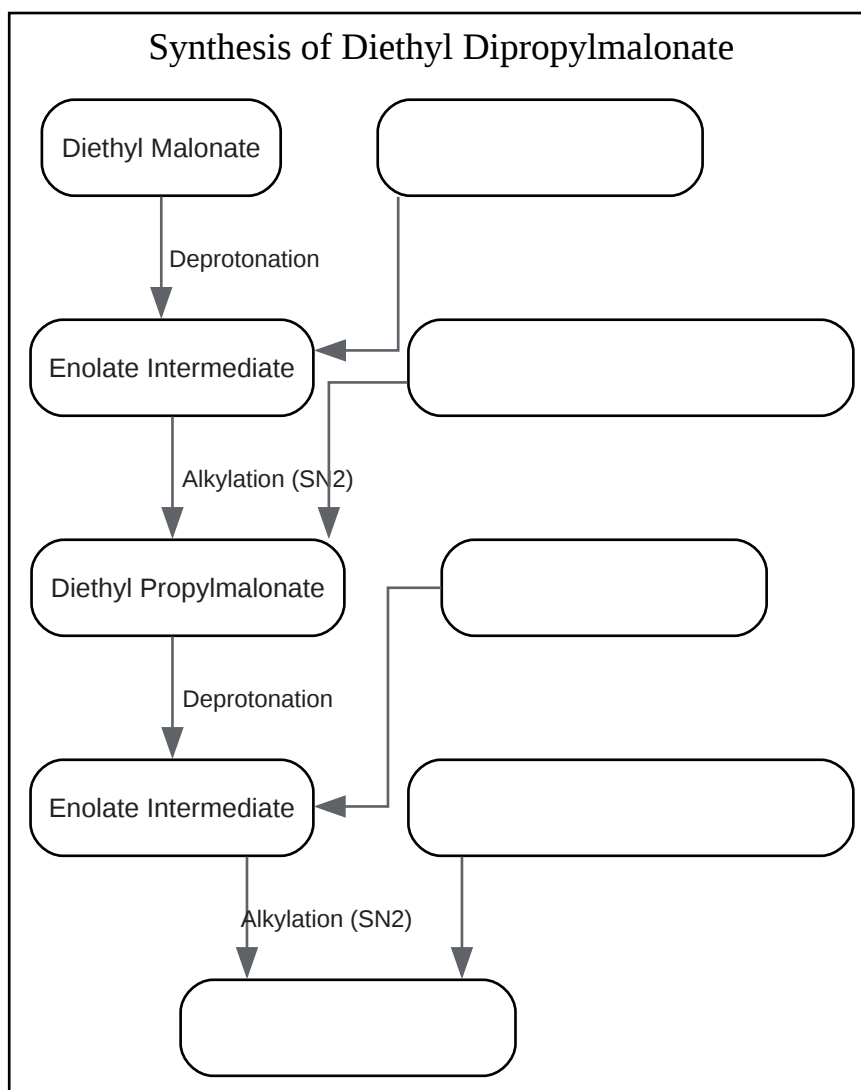 Synthesis of Diethyl Dipropylmalonate
Diethyl Malonate
Deprotonation
Enolate Intermediate
Alkylation (SN2)
Diethyl Propylmalonate
Deprotonation
Enolate Intermediate
Alkylation (SN2)